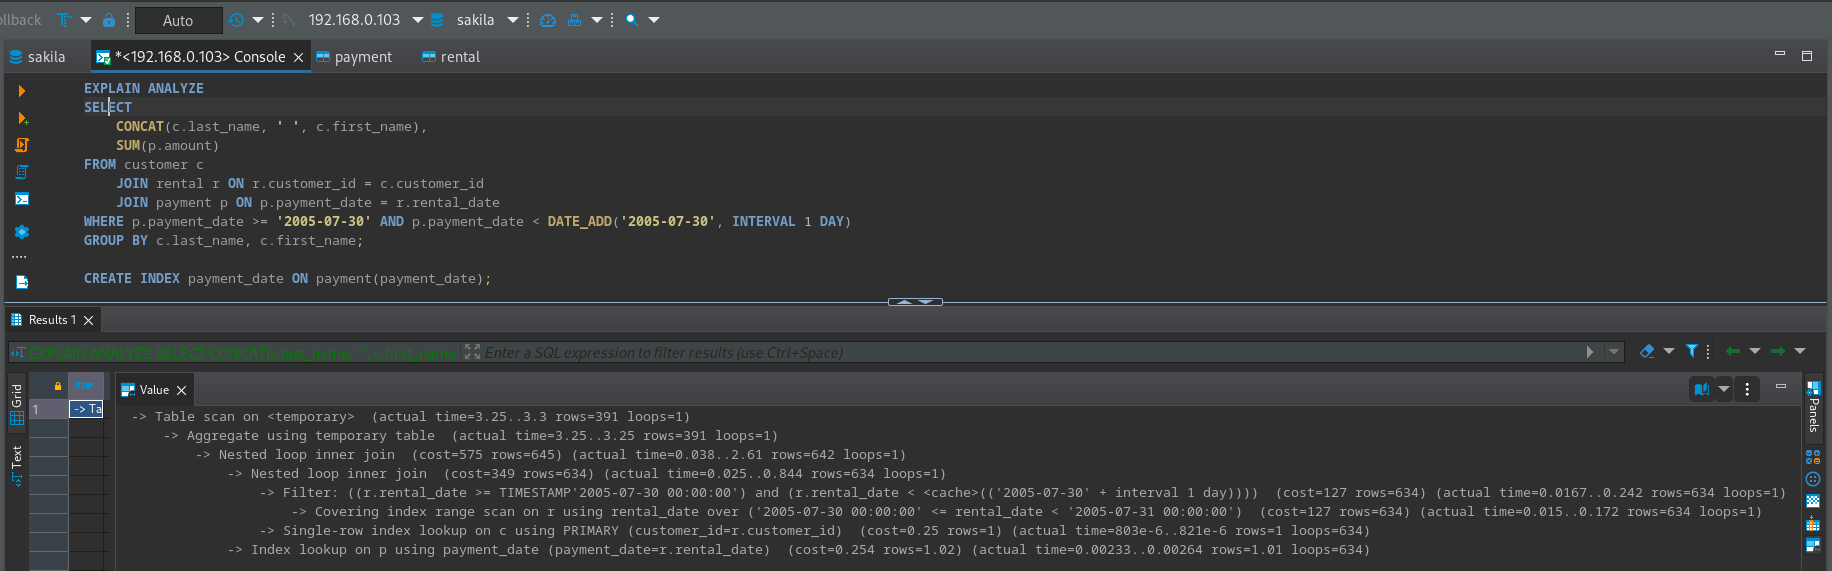 ollback Auto 192.168.0.103 sakila
sakila *<192.168.0.103> Console payment rental
EXPLAIN ANALYZE
SELECT
CONCAT(c.last_name, ' ', c.first_name),
SUM(p.amount)
FROM customer c
JOIN rental r ON r.customer_id = c.customer_id
JOIN payment p ON p.payment_date = r.rental_date
WHERE p.payment_date >= '2005-07-30' AND p.payment_date < DATE_ADD('2005-07-30', INTERVAL 1 DAY)
GROUP BY c.last_name, c.first_name;
CREATE INDEX payment_date ON payment(payment_date);
Results 1
EXPLAIN ANALYZE SELECT CONCAT(c.last_name, ' ', c.first_name Enter a SQL expression to filter results (use Ctrl+Space)
Grid
Text
1
-> Ta
Value
-> Table scan on <temporary> (actual time=3.25..3.3 rows=391 loops=1)
-> Aggregate using temporary table (actual time=3.25..3.25 rows=391 loops=1)
-> Nested loop inner join (cost=575 rows=645) (actual time=0.038..2.61 rows=642 loops=1)
-> Nested loop inner join (cost=349 rows=634) (actual time=0.025..0.844 rows=634 loops=1)
-> Filter: ((r.rental_date >= TIMESTAMP'2005-07-30 00:00:00') and (r.rental_date < <cache>(('2005-07-30' + interval 1 day)))) (cost=127 rows=634) (actual time=0.0167..0.242 rows=634 loops=1)
-> Covering index range scan on r using rental_date over ('2005-07-30 00:00:00' <= rental_date < '2005-07-31 00:00:00') (cost=127 rows=634) (actual time=0.015..0.172 rows=634 loops=1)
-> Single-row index lookup on c using PRIMARY (customer_id=r.customer_id) (cost=0.25 rows=1) (actual time=803e-6..821e-6 rows=1 loops=634)
-> Index lookup on p using payment_date (payment_date=r.rental_date) (cost=0.254 rows=1.02) (actual time=0.00233..0.00264 rows=1.01 loops=634)
Panels